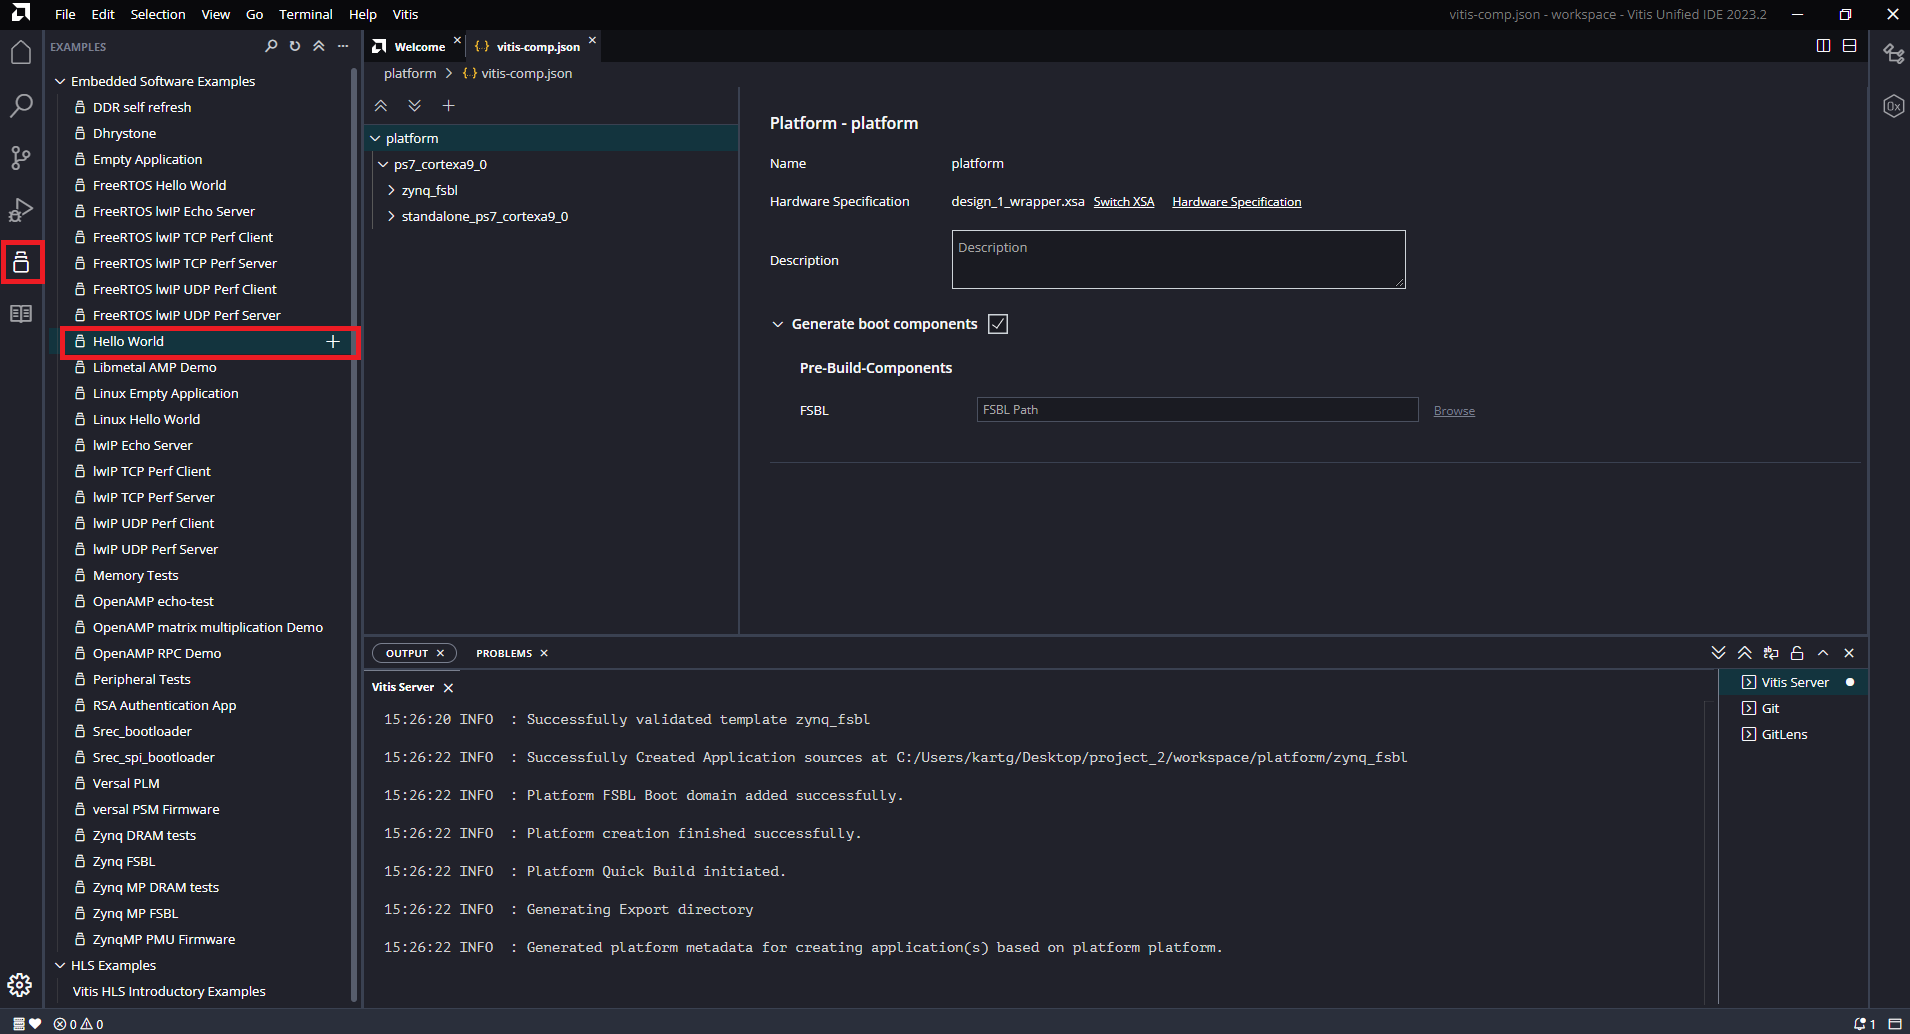 File Edit Selection View Go Terminal Help Vitis
vitis-comp.json - workspace - Vitis Unified IDE 2023.2
EXAMPLES
Embedded Software Examples
DDR self refresh
Dhrystone
Empty Application
FreeRTOS Hello World
FreeRTOS lwIP Echo Server
FreeRTOS lwIP TCP Perf Client
FreeRTOS lwIP TCP Perf Server
FreeRTOS lwIP UDP Perf Client
FreeRTOS lwIP UDP Perf Server
Hello World
Libmetal AMP Demo
Linux Empty Application
Linux Hello World
lwIP Echo Server
lwIP TCP Perf Client
lwIP TCP Perf Server
lwIP UDP Perf Client
lwIP UDP Perf Server
Memory Tests
OpenAMP echo-test
OpenAMP matrix multiplication Demo
OpenAMP RPC Demo
Peripheral Tests
RSA Authentication App
Srec_bootloader
Srec_spi_bootloader
Versal PLM
versal PSM Firmware
Zynq DRAM tests
Zynq FSBL
Zynq MP DRAM tests
Zynq MP FSBL
ZynqMP PMU Firmware
HLS Examples
Vitis HLS Introductory Examples
Welcome
{} vitis-comp.json
platform > {} vitis-comp.json
platform
ps7_cortexa9_0
zynq_fsbl
standalone_ps7_cortexa9_0
Platform - platform
Name platform
Hardware Specification design_1_wrapper.xsa Switch XSA Hardware Specification
Description Description
Generate boot components
Pre-Build-Components
FSBL FSBL Path Browse
OUTPUT PROBLEMS
Vitis Server
15:26:20 INFO : Successfully validated template zynq_fsbl
15:26:22 INFO : Successfully Created Application sources at C:/Users/kartg/Desktop/project_2/workspace/platform/zynq_fsbl
15:26:22 INFO : Platform FSBL Boot domain added successfully.
15:26:22 INFO : Platform creation finished successfully.
15:26:22 INFO : Platform Quick Build initiated.
15:26:22 INFO : Generating Export directory
15:26:22 INFO : Generated platform metadata for creating application(s) based on platform platform.
Vitis Server
Git
GitLens
0x
0 0
1